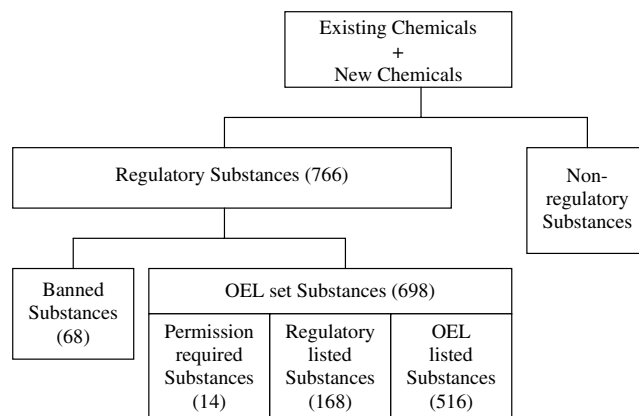 Existing Chemicals
+
New Chemicals
Regulatory Substances (766)
Non-
regulatory
Substances
Banned
Substances
(68)
OEL set Substances (698)
Permission
required
Substances
(14)
Regulatory
listed
Substances
(168)
OEL
listed
Substances
(516)